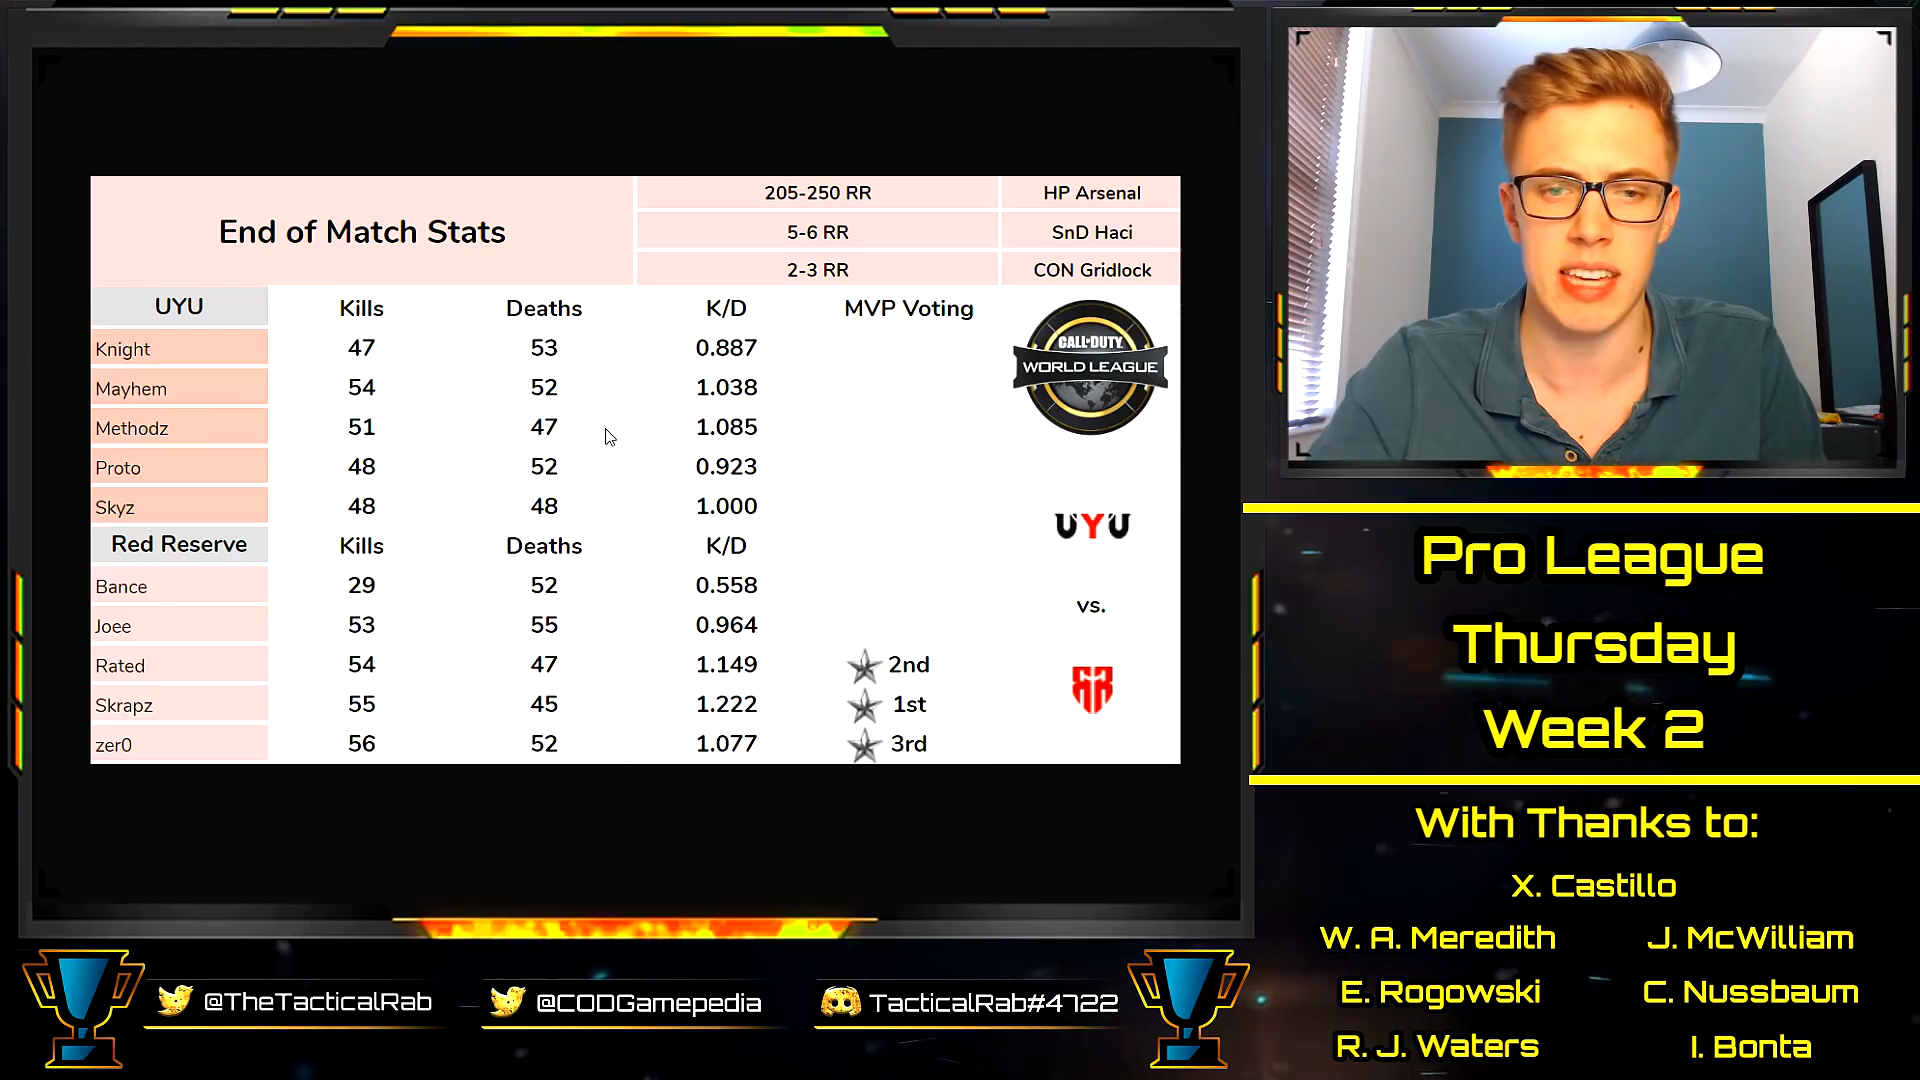 End of Match Stats
205-250 RR HP Arsenal
5-6 RR SnD Haci
2-3 RR CON Gridlock
UYU Kills Deaths K/D MVP Voting
Knight 47 53 0.887
Mayhem 54 52 1.038
Methodz 51 47 1.085
Proto 48 52 0.923
Skyz 48 48 1.000
Red Reserve Kills Deaths K/D
Bance 29 52 0.558
Joee 53 55 0.964
Rated 54 47 1.149 2nd
Skrapz 55 45 1.222 1st
zer0 56 52 1.077 3rd
CALL OF DUTY
WORLD LEAGUE
UYU
vs.
RR
Pro League
Thursday
Week 2
With Thanks to:
X. Castillo
W. A. Meredith J. McWilliam
E. Rogowski C. Nussbaum
R. J. Waters I. Bonta
@TheTacticalRab @CODGamepedia TacticalRab#4722